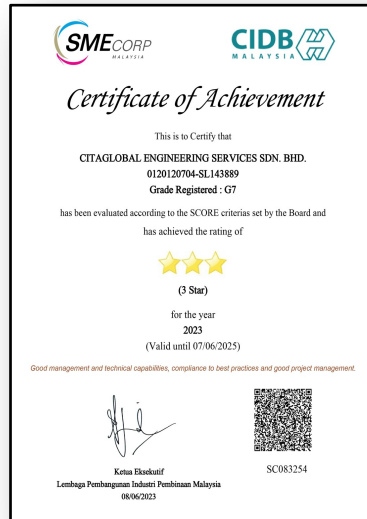 SMECORP
MALAYSIA
CIDB
MALAYSIA
Certificate of Achievement
This is to Certify that
CITAGLOBAL ENGINEERING SERVICES SDN. BHD.
0120120704-SL143889
Grade Registered : G7
has been evaluated according to the SCORE criterias set by the Board and
has achieved the rating of
(3 Star)
for the year
2023
(Valid until 07/06/2025)
Good management and technical capabilities, compliance to best practices and good project management.
SC083254
Ketua Eksekutif
Lembaga Pembangunan Industri Pembinaan Malaysia
08/06/2023